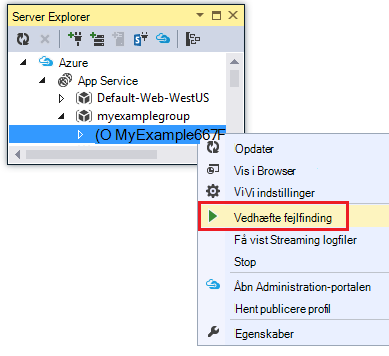 Server Explorer
Azure
App Service
Default-Web-WestUS
myexamplegroup
(O MyExample667F
Opdater
Vis i Browser
ViVi indstillinger
Vedhæfte fejlfinding
Få vist Streaming logfiler
Stop
Åbn Administration-portalen
Hent publicere profil
Egenskaber